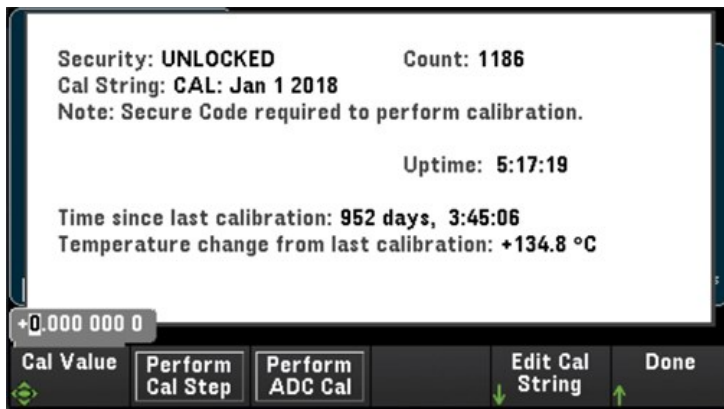 Security: UNLOCKED Count: 1186
Cal String: CAL: Jan 1 2018
Note: Secure Code required to perform calibration.
Uptime: 5:17:19
Time since last calibration: 952 days, 3:45:06
Temperature change from last calibration: +134.8 °C
+0.000 000 0
Cal Value Perform Cal Step Perform ADC Cal Edit Cal String Done